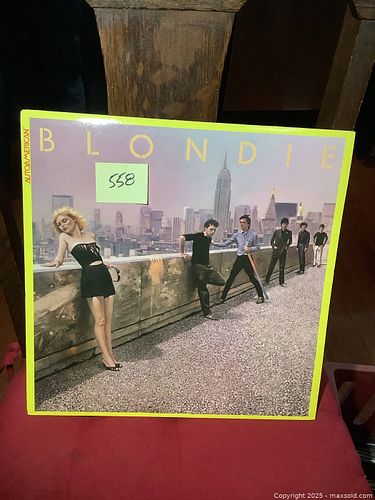 BLONDIE
AUTOAMERICAN
558
Copyright 2025 - maxsold.com